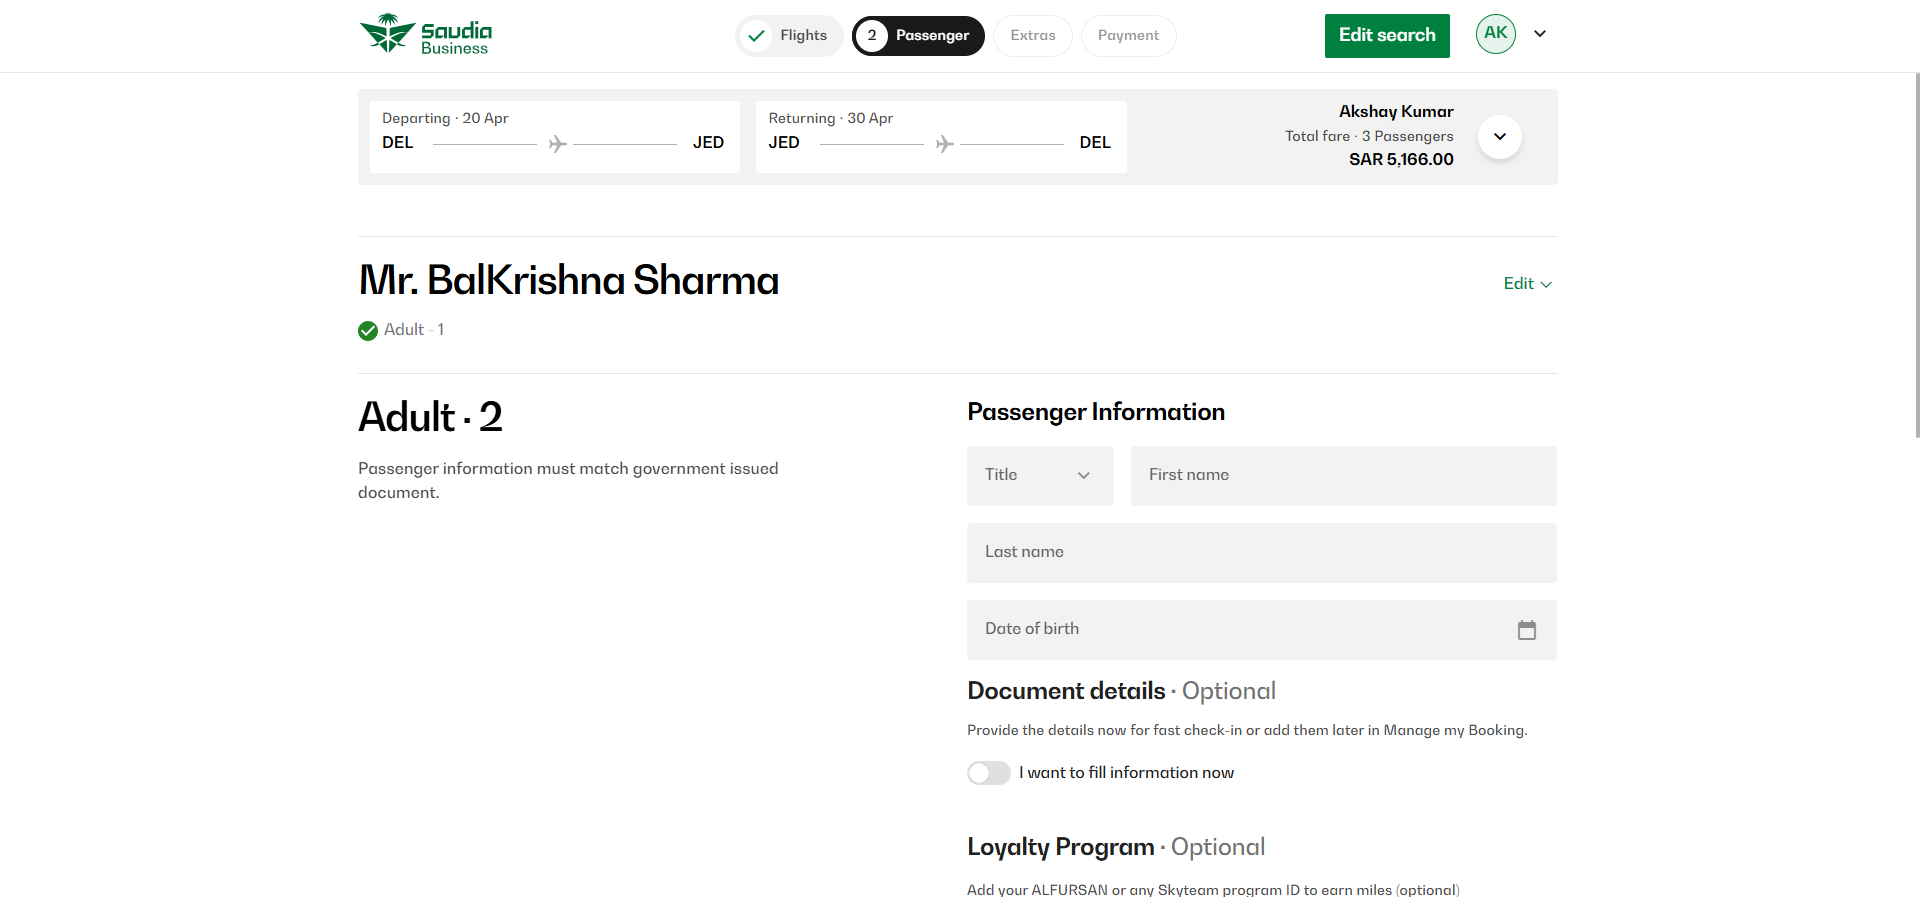 Saudia
Business
Flights
2 Passenger
Extras
Payment
Edit search
AK
Departing · 20 Apr
DEL JED
Returning · 30 Apr
JED DEL
Akshay Kumar
Total fare · 3 Passengers
SAR 5,166.00
Mr. BalKrishna Sharma
Edit
Adult - 1
Adult · 2
Passenger information must match government issued
document.
Passenger Information
Title
First name
Last name
Date of birth
Document details · Optional
Provide the details now for fast check-in or add them later in Manage my Booking.
I want to fill information now
Loyalty Program · Optional
Add your ALFURSAN or any Skyteam program ID to earn miles (optional)